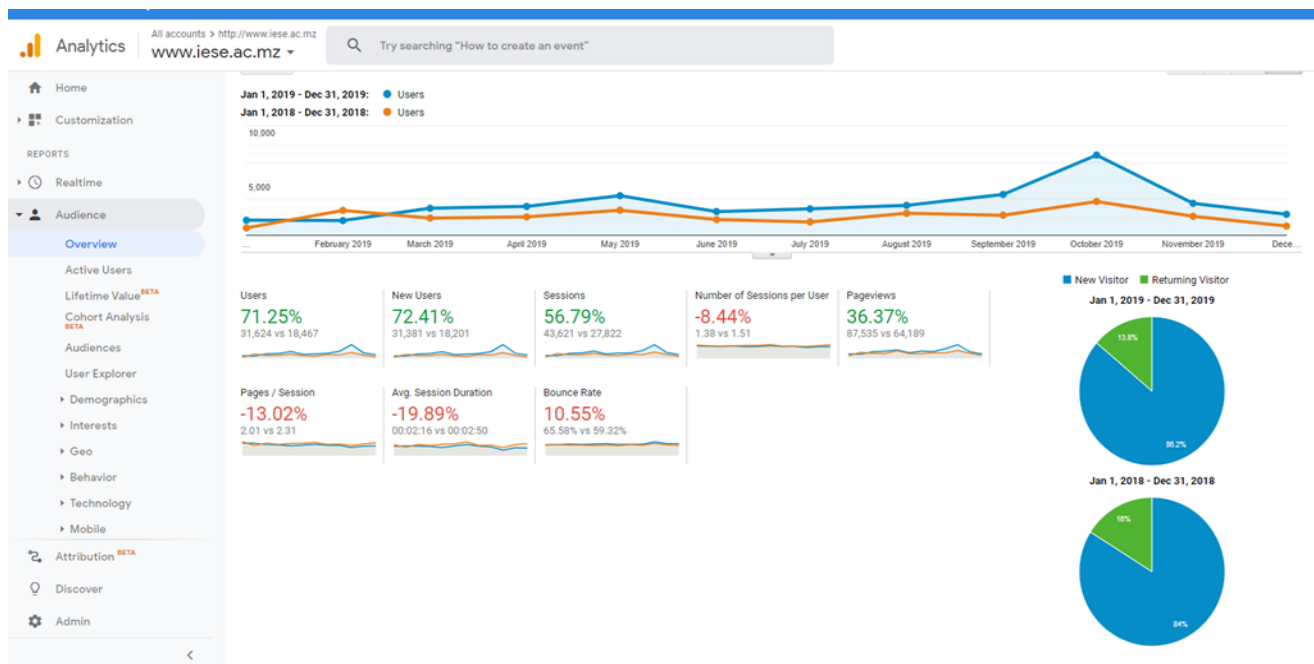 Analytics
All accounts > http://www.iese.ac.mz
www.iese.ac.mz
Try searching "How to create an event"
Home
Customization
REPORTS
Realtime
Audience
Overview
Active Users
Lifetime Value BETA
Cohort Analysis
BETA
Audiences
User Explorer
Demographics
Interests
Geo
Behavior
Technology
Mobile
Attribution BETA
Discover
Admin
Jan 1, 2019 - Dec 31, 2019: Users
Jan 1, 2018 - Dec 31, 2018: Users
10,000
5,000
... February 2019 March 2019 April 2019 May 2019 June 2019 July 2019 August 2019 September 2019 October 2019 November 2019 Dece...
Users
71.25%
31,624 vs 18,467
New Users
72.41%
31,381 vs 18,201
Sessions
56.79%
43,621 vs 27,822
Number of Sessions per User
-8.44%
1.38 vs 1.51
Pageviews
36.37%
87,535 vs 64,189
Pages / Session
-13.02%
2.01 vs 2.31
Avg. Session Duration
-19.89%
00:02:16 vs 00:02:50
Bounce Rate
10.55%
65.58% vs 59.32%
New Visitor Returning Visitor
Jan 1, 2019 - Dec 31, 2019
13.8%
86.2%
Jan 1, 2018 - Dec 31, 2018
16%
84%